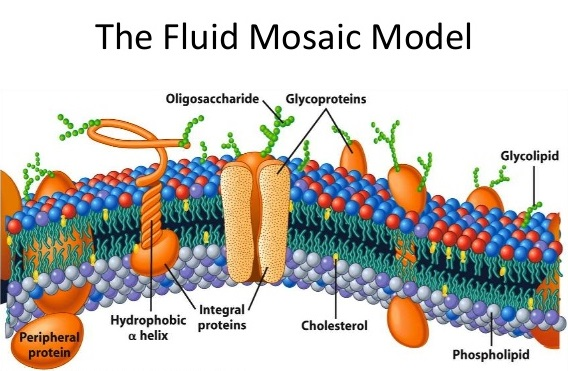 The Fluid Mosaic Model
Oligosaccharide
Glycoproteins
Glycolipid
Hydrophobic
α helix
Integral
proteins
Cholesterol
Peripheral
protein
Phospholipid